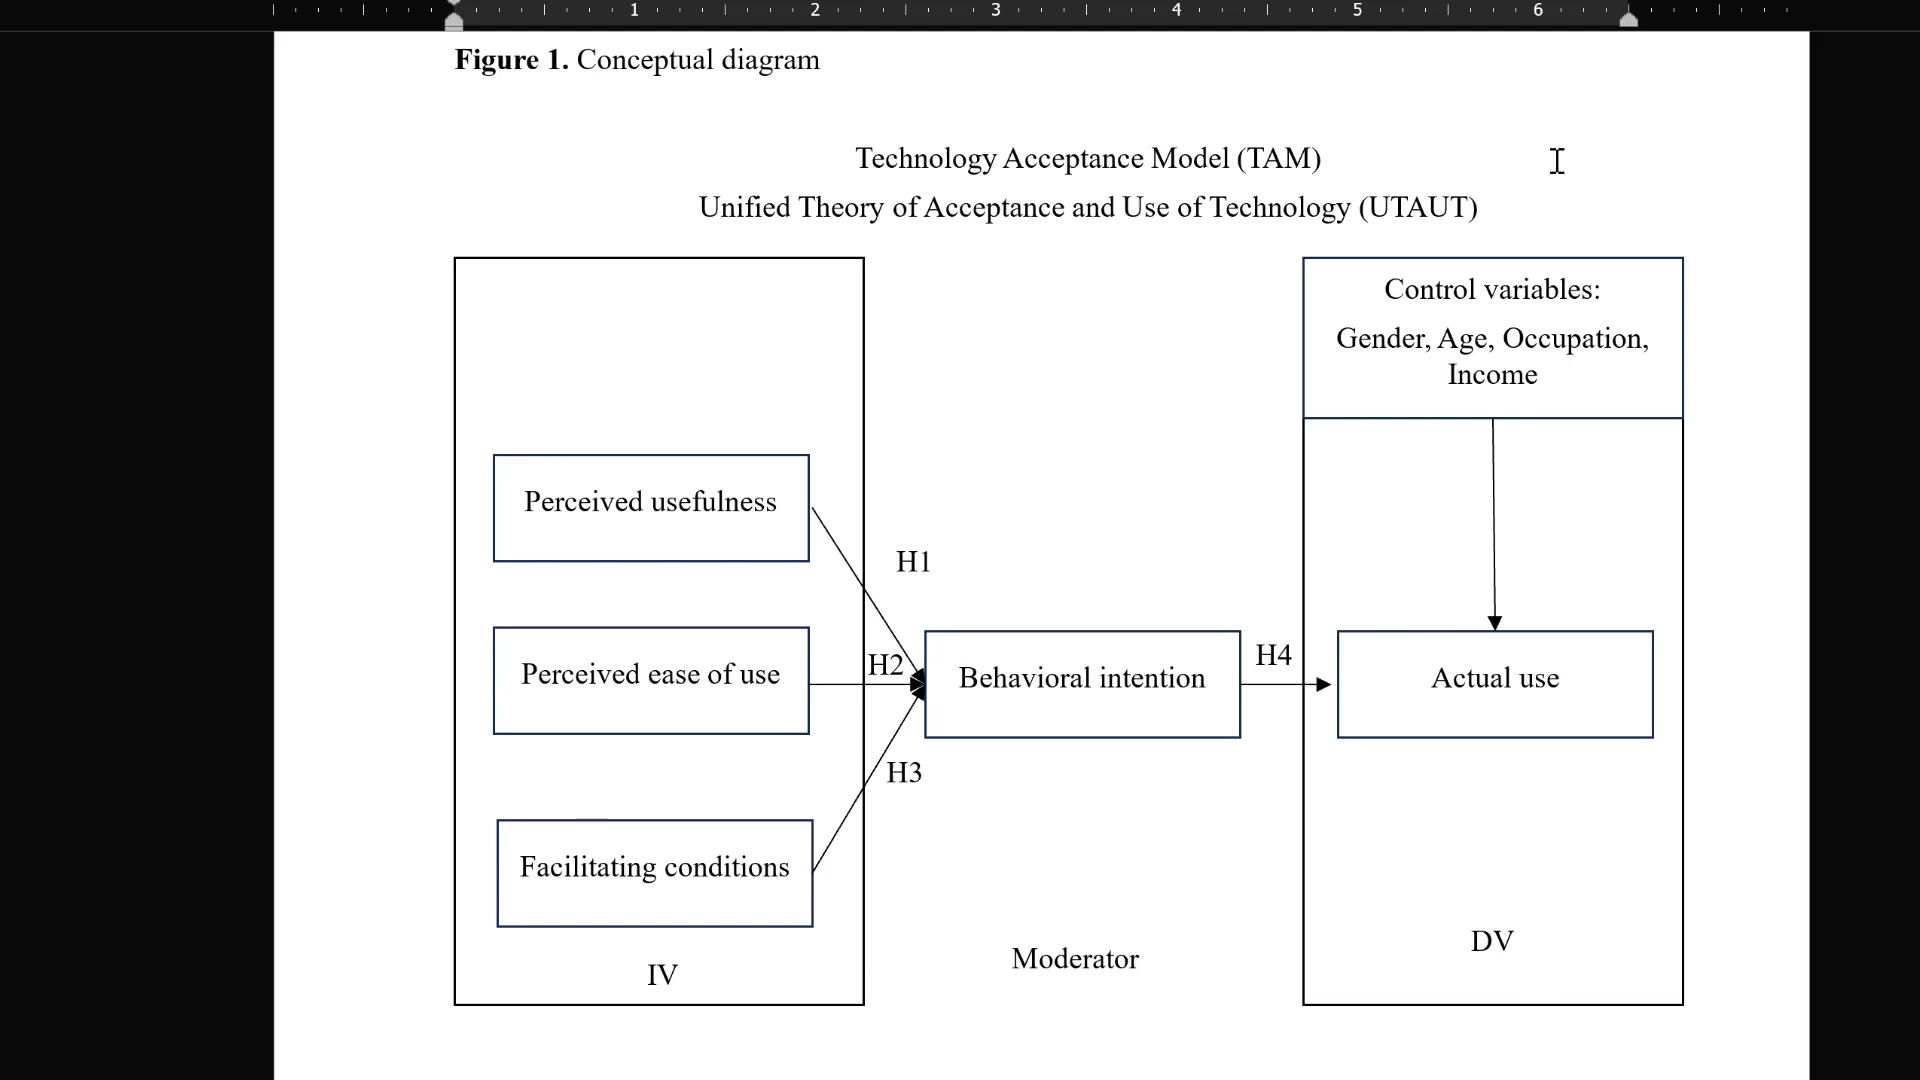 1 2 3 4 5 6
Figure 1. Conceptual diagram
Technology Acceptance Model (TAM)
Unified Theory of Acceptance and Use of Technology (UTAUT)
Control variables:
Gender, Age, Occupation,
Income
Perceived usefulness
H1
Perceived ease of use
H2
Behavioral intention
H4
Actual use
H3
Facilitating conditions
IV
Moderator
DV